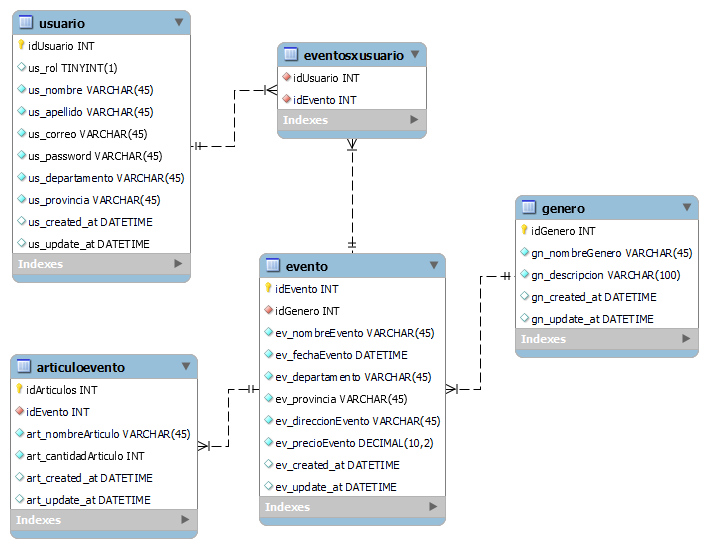 usuario
idUsuario INT
us_rol TINYINT(1)
us_nombre VARCHAR(45)
us_apellido VARCHAR(45)
us_correo VARCHAR(45)
us_password VARCHAR(45)
us_departamento VARCHAR(45)
us_provincia VARCHAR(45)
us_created_at DATETIME
us_update_at DATETIME
Indexes
eventosxusuario
idUsuario INT
idEvento INT
Indexes
genero
idGenero INT
gn_nombreGenero VARCHAR(45)
gn_descripcion VARCHAR(100)
gn_created_at DATETIME
gn_update_at DATETIME
Indexes
evento
idEvento INT
idGenero INT
ev_nombreEvento VARCHAR(45)
ev_fechaEvento DATETIME
ev_departamento VARCHAR(45)
ev_provincia VARCHAR(45)
ev_direccionEvento VARCHAR(45)
ev_precioEvento DECIMAL(10,2)
ev_created_at DATETIME
ev_update_at DATETIME
Indexes
articuloevento
idArticulos INT
idEvento INT
art_nombreArticulo VARCHAR(45)
art_cantidadArticulo INT
art_created_at DATETIME
art_update_at DATETIME
Indexes